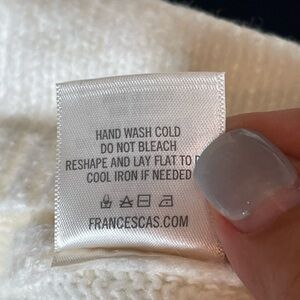 HAND WASH COLD
DO NOT BLEACH
RESHAPE AND LAY FLAT TO
COOL IRON IF NEEDED
FRANCESCAS.COM